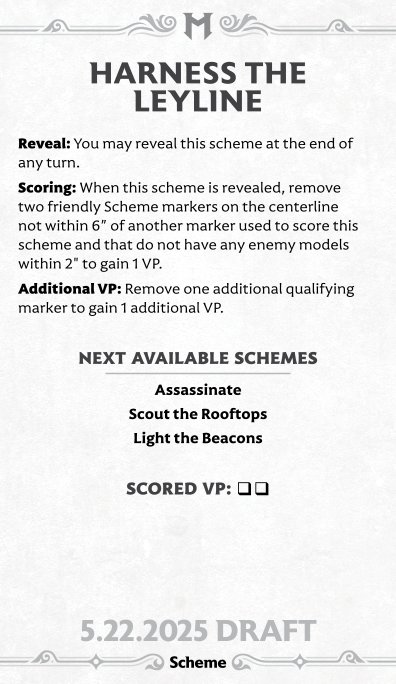 M
HARNESS THE
LEYLINE
Reveal: You may reveal this scheme at the end of
any turn.
Scoring: When this scheme is revealed, remove
two friendly Scheme markers on the centerline
not within 6" of another marker used to score this
scheme and that do not have any enemy models
within 2" to gain 1 VP.
Additional VP: Remove one additional qualifying
marker to gain 1 additional VP.
NEXT AVAILABLE SCHEMES
Assassinate
Scout the Rooftops
Light the Beacons
SCORED VP: ☐☐
5.22.2025 DRAFT
Scheme